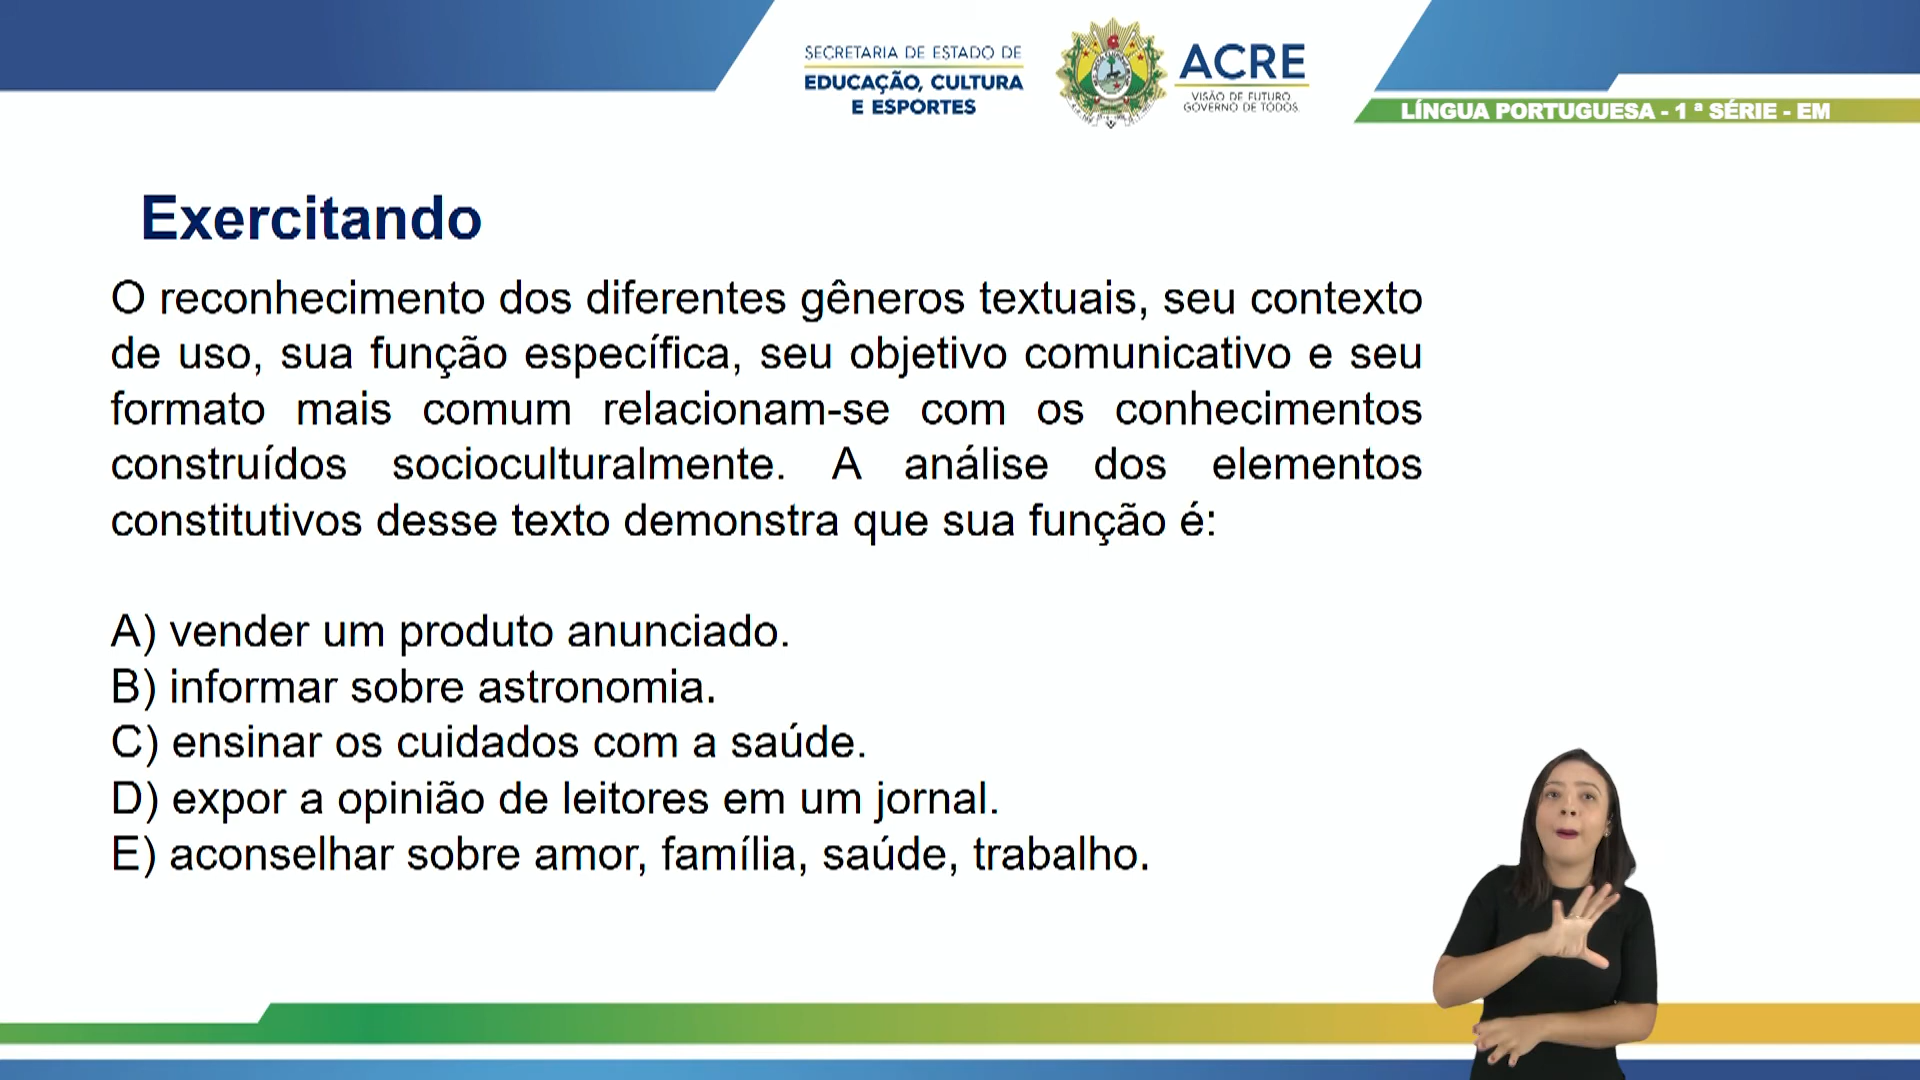 SECRETARIA DE ESTADO DE
EDUCAÇÃO, CULTURA
E ESPORTES
ACRE
VISÃO DE FUTURO
GOVERNO DE TODOS
LÍNGUA PORTUGUESA - 1 ª SÉRIE - EM
Exercitando
O reconhecimento dos diferentes gêneros textuais, seu contexto
de uso, sua função específica, seu objetivo comunicativo e seu
formato mais comum relacionam-se com os conhecimentos
construídos socioculturalmente. A análise dos elementos
constitutivos desse texto demonstra que sua função é:
A) vender um produto anunciado.
B) informar sobre astronomia.
C) ensinar os cuidados com a saúde.
D) expor a opinião de leitores em um jornal.
E) aconselhar sobre amor, família, saúde, trabalho.